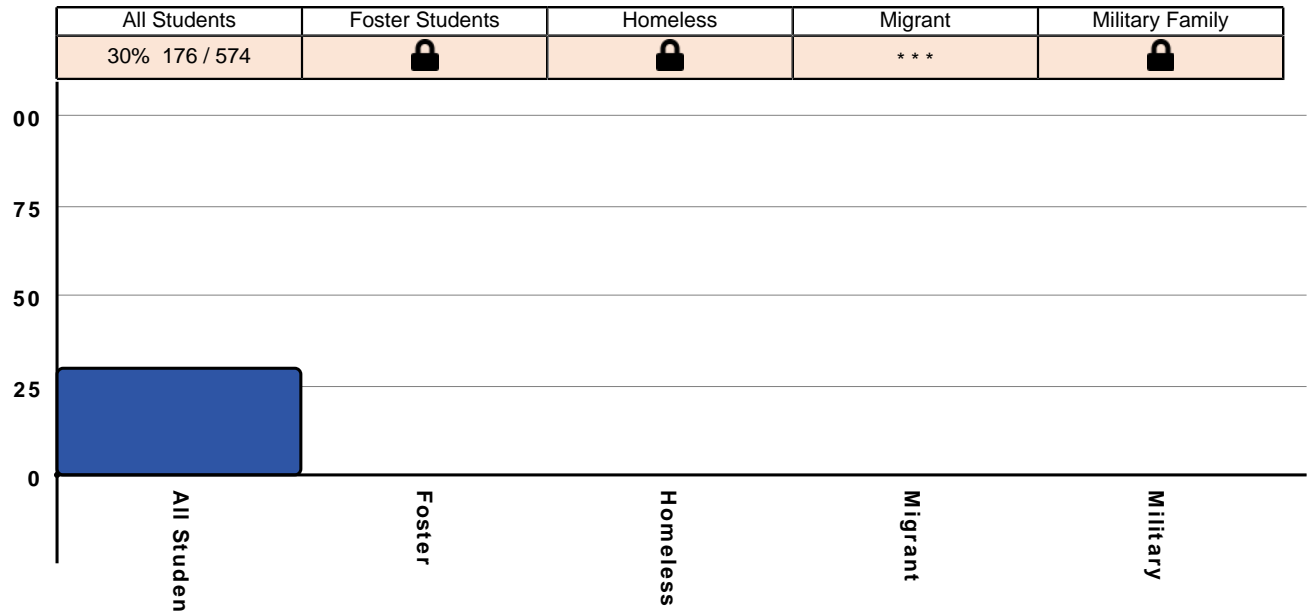 All Students Foster Students Homeless Migrant Military Family
30% 176 / 574 * * *
00
75
50
25
0
All Studen
Foster
Homeless
Migrant
Military